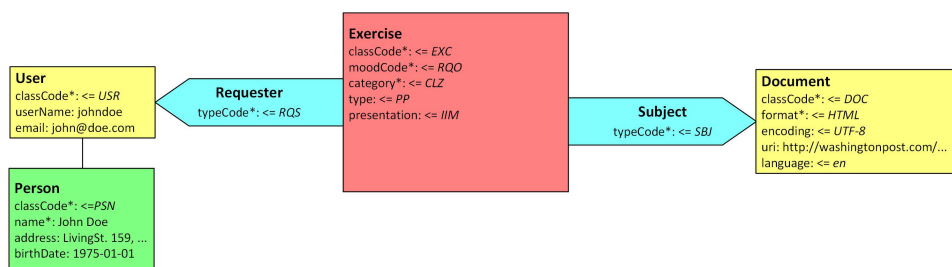 Exercise
classCode*: <= EXC
moodCode*: <= RQO
category*: <= CLZ
type: <= PP
presentation: <= IIM
User
classCode*: <= USR
userName: johndoe
email: john@doe.com
Requester
typeCode*: <= RQS
Subject
typeCode*: <= SBJ
Document
classCode*: <= DOC
format*: <= HTML
encoding: <= UTF-8
uri: http://washingtonpost.com/...
language: <= en
Person
classCode*: <=PSN
name*: John Doe
address: LivingSt. 159, ...
birthDate: 1975-01-01